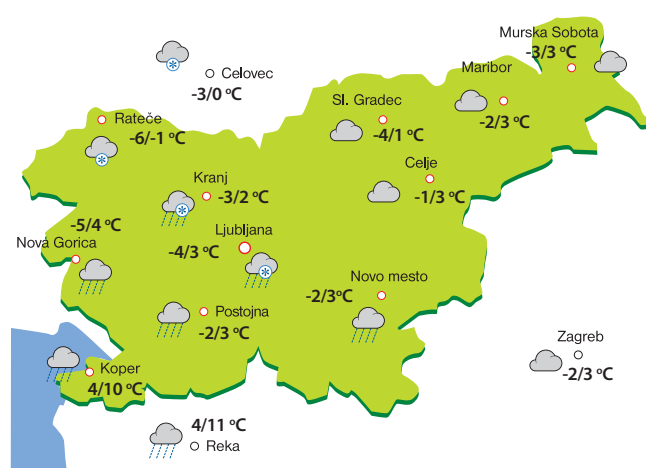 Murska Sobota
-3/3 °C
Celovec
-3/0 °C
Maribor
-2/3 °C
Sl. Gradec
-4/1 °C
Rateče
-6/-1 °C
Celje
-1/3 °C
Kranj
-3/2 °C
-5/4 °C
Nova Gorica
Ljubljana
-4/3 °C
Novo mesto
-2/3°C
Postojna
-2/3 °C
Zagreb
-2/3 °C
Koper
4/10 °C
4/11 °C
Reka